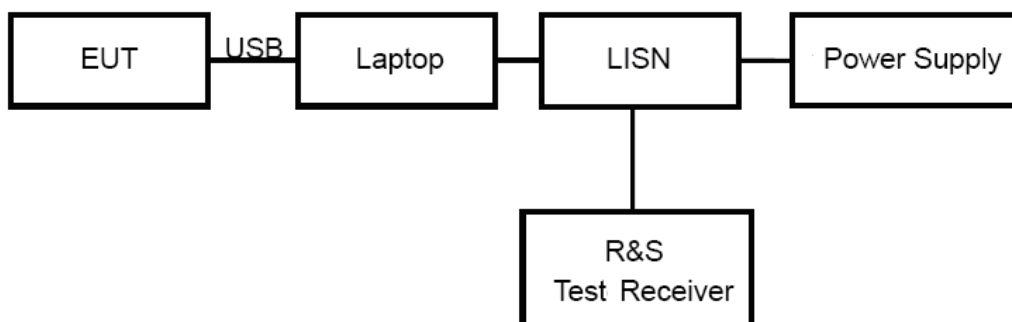 EUT
USB
Laptop
LISN
Power Supply
R&S
Test Receiver